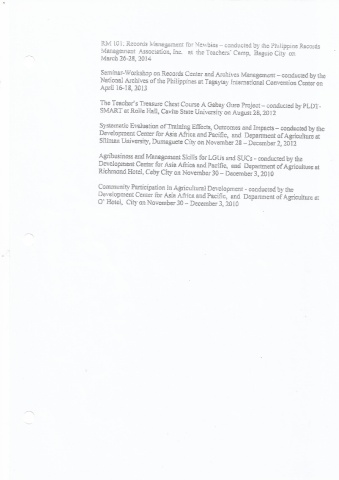 RM 101: Records Management for Newbies – conducted by the Philippine Records
Management Association, Inc. at the Teachers' Camp, Baguio City on
March 26-28, 2014
Seminar-Workshop on Records Center and Archives Management – conducted by the
National Archives of the Philippines at Tagaytay International Convention Center on
April 16-18, 2013
The Teacher's Treasure Chest Course A Gabay Guro Project – conducted by PLDT-
SMART at Rolle Hall, Cavite State University on August 28, 2012
Systematic Evaluation of Training Effects, Outcomes and Impacts – conducted by the
Development Center for Asia Africa and Pacific, and Department of Agriculture at
Siliman University, Dumaguete City on November 28 – December 2, 2012
Agribusiness and Management Skills for LGUs and SUCs - conducted by the
Development Center for Asia Africa and Pacific, and Department of Agriculture at
Richmond Hotel, Cuby City on November 30 – December 3, 2010
Community Participation in Agricultural Development - conducted by the
Development Center for Asia Africa and Pacific, and Department of Agriculture at
O' Hotel, City on November 30 – December 3, 2010